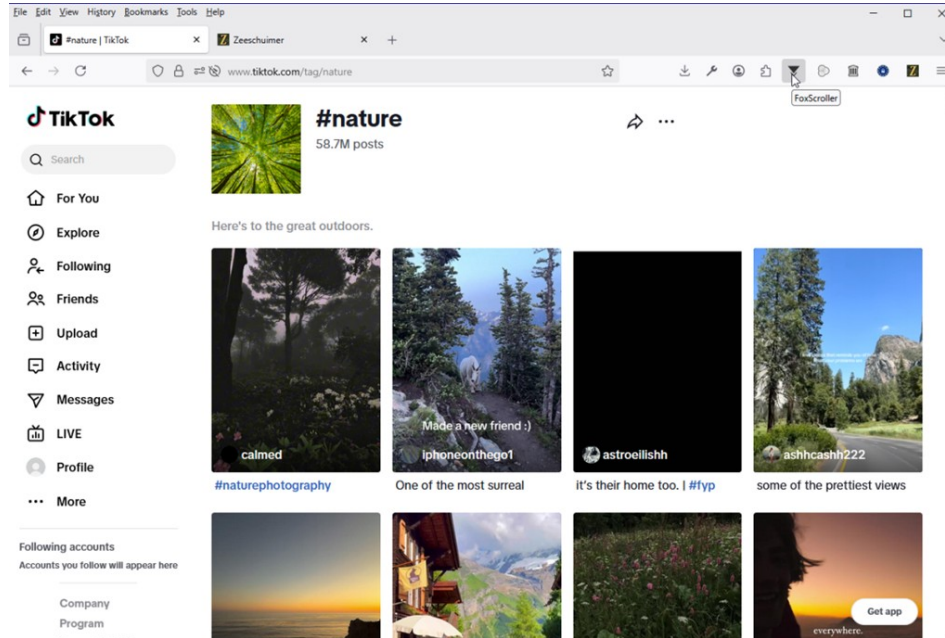 File Edit View History Bookmarks Tools Help
#nature | TikTok
Zeeschuimer
www.tiktok.com/tag/nature
FoxScroller
TikTok
#nature
58.7M posts
Search
For You
Explore
Following
Friends
Upload
Activity
Messages
LIVE
Profile
More
Following accounts
Accounts you follow will appear here
Company
Program
Here's to the great outdoors.
calmed
#naturephotography
Made a new friend :)
iphoneonthego1
One of the most surreal
astroeilishh
it's their home too. | #fyp
ashhcashh222
some of the prettiest views
everywhere.
Get app